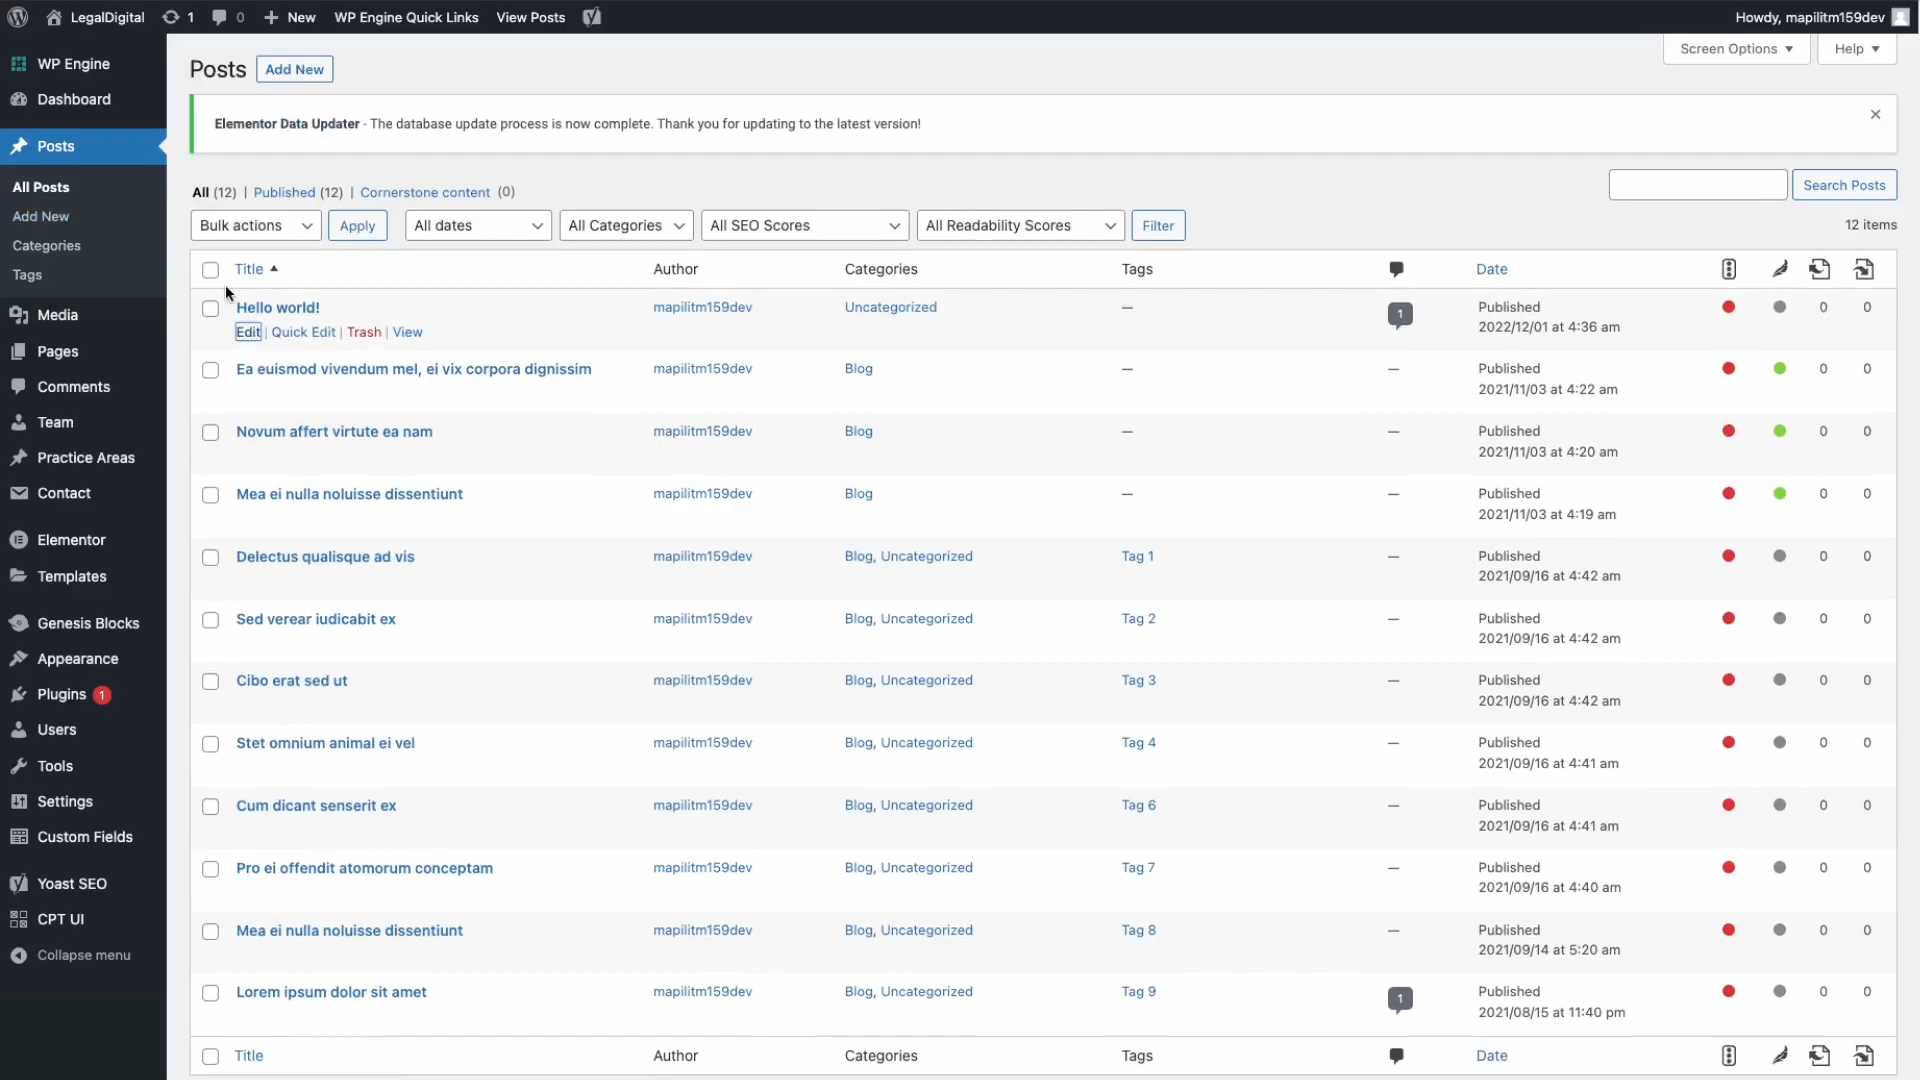 LegalDigital 1 0 New WP Engine Quick Links View Posts Howdy, mapilitm159dev
WP Engine
Dashboard
Posts
All Posts
Add New
Categories
Tags
Media
Pages
Comments
Team
Practice Areas
Contact
Elementor
Templates
Genesis Blocks
Appearance
Plugins 1
Users
Tools
Settings
Custom Fields
Yoast SEO
CPT UI
Collapse menu
Screen Options Help
Posts Add New
Elementor Data Updater - The database update process is now complete. Thank you for updating to the latest version!
All (12) | Published (12) | Cornerstone content (0)
Search Posts
Bulk actions Apply All dates All Categories All SEO Scores All Readability Scores Filter 12 items
Title Author Categories Tags Date
Hello world! mapilitm159dev Uncategorized — 1 Published 0 0
Edit | Quick Edit | Trash | View 2022/12/01 at 4:36 am
Ea euismod vivendum mel, ei vix corpora dignissim mapilitm159dev Blog — — Published 0 0
2021/11/03 at 4:22 am
Novum affert virtute ea nam mapilitm159dev Blog — — Published 0 0
2021/11/03 at 4:20 am
Mea ei nulla noluisse dissentiunt mapilitm159dev Blog — — Published 0 0
2021/11/03 at 4:19 am
Delectus qualisque ad vis mapilitm159dev Blog, Uncategorized Tag 1 — Published 0 0
2021/09/16 at 4:42 am
Sed verear iudicabit ex mapilitm159dev Blog, Uncategorized Tag 2 — Published 0 0
2021/09/16 at 4:42 am
Cibo erat sed ut mapilitm159dev Blog, Uncategorized Tag 3 — Published 0 0
2021/09/16 at 4:42 am
Stet omnium animal ei vel mapilitm159dev Blog, Uncategorized Tag 4 — Published 0 0
2021/09/16 at 4:41 am
Cum dicant senserit ex mapilitm159dev Blog, Uncategorized Tag 6 — Published 0 0
2021/09/16 at 4:41 am
Pro ei offendit atomorum conceptam mapilitm159dev Blog, Uncategorized Tag 7 — Published 0 0
2021/09/16 at 4:40 am
Mea ei nulla noluisse dissentiunt mapilitm159dev Blog, Uncategorized Tag 8 — Published 0 0
2021/09/14 at 5:20 am
Lorem ipsum dolor sit amet mapilitm159dev Blog, Uncategorized Tag 9 1 Published 0 0
2021/08/15 at 11:40 pm
Title Author Categories Tags Date